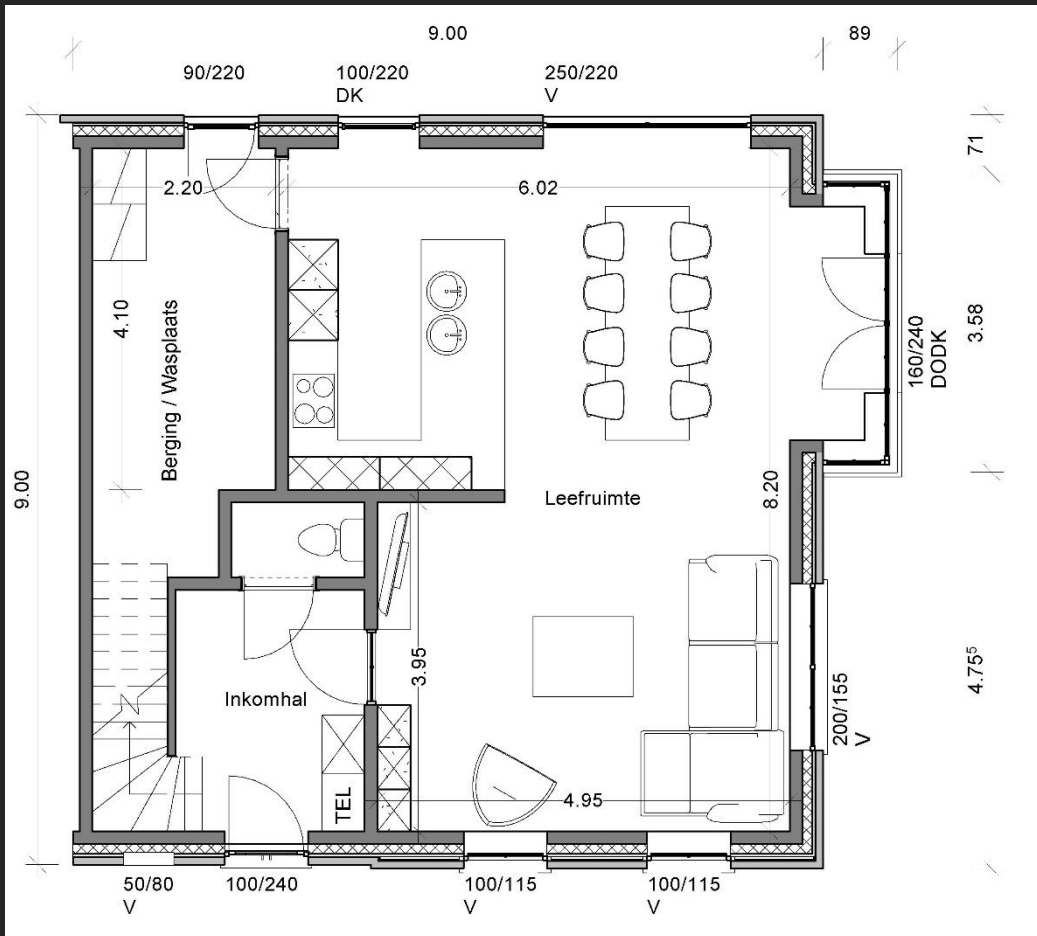 9.00
89
90/220
100/220
DK
250/220
V
71
2.20
6.02
4.10
Berging / Wasplaats
3.58
160/240
DODK
9.00
Leefruimte
8.20
3.95
Inkomhal
4.75⁵
200/155
V
TEL
4.95
50/80
V
100/240
100/115
V
100/115
V